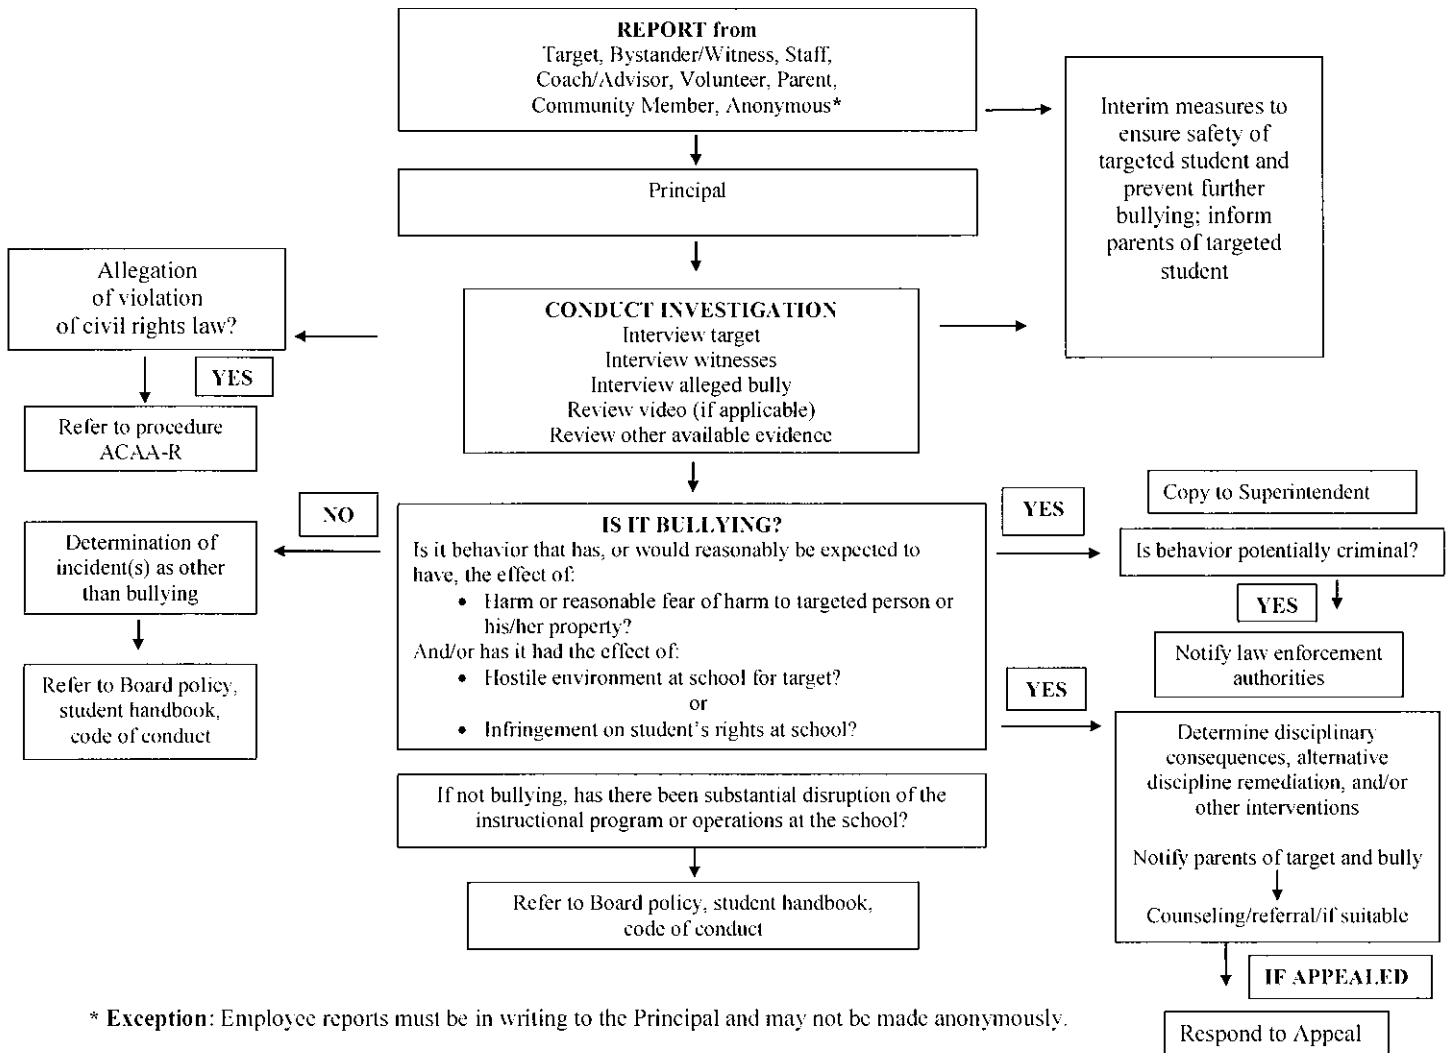 REPORT from
Target, Bystander/Witness, Staff,
Coach/Advisor, Volunteer, Parent,
Community Member, Anonymous*
Interim measures to
ensure safety of
targeted student and
prevent further
bullying; inform
parents of targeted
student
Principal
Allegation
of violation
of civil rights law?
YES
Refer to procedure
ACAA-R
CONDUCT INVESTIGATION
Interview target
Interview witnesses
Interview alleged bully
Review video (if applicable)
Review other available evidence
NO
Determination of
incident(s) as other
than bullying
Refer to Board policy,
student handbook,
code of conduct
IS IT BULLYING?
Is it behavior that has, or would reasonably be expected to
have, the effect of:
• Harm or reasonable fear of harm to targeted person or
his/her property?
And/or has it had the effect of:
• Hostile environment at school for target?
or
• Infringement on student's rights at school?
YES
Copy to Superintendent
Is behavior potentially criminal?
YES
Notify law enforcement
authorities
YES
Determine disciplinary
consequences, alternative
discipline remediation, and/or
other interventions
Notify parents of target and bully
Counseling/referral/if suitable
IF APPEALED
Respond to Appeal
If not bullying, has there been substantial disruption of the
instructional program or operations at the school?
Refer to Board policy, student handbook,
code of conduct
* Exception: Employee reports must be in writing to the Principal and may not be made anonymously.